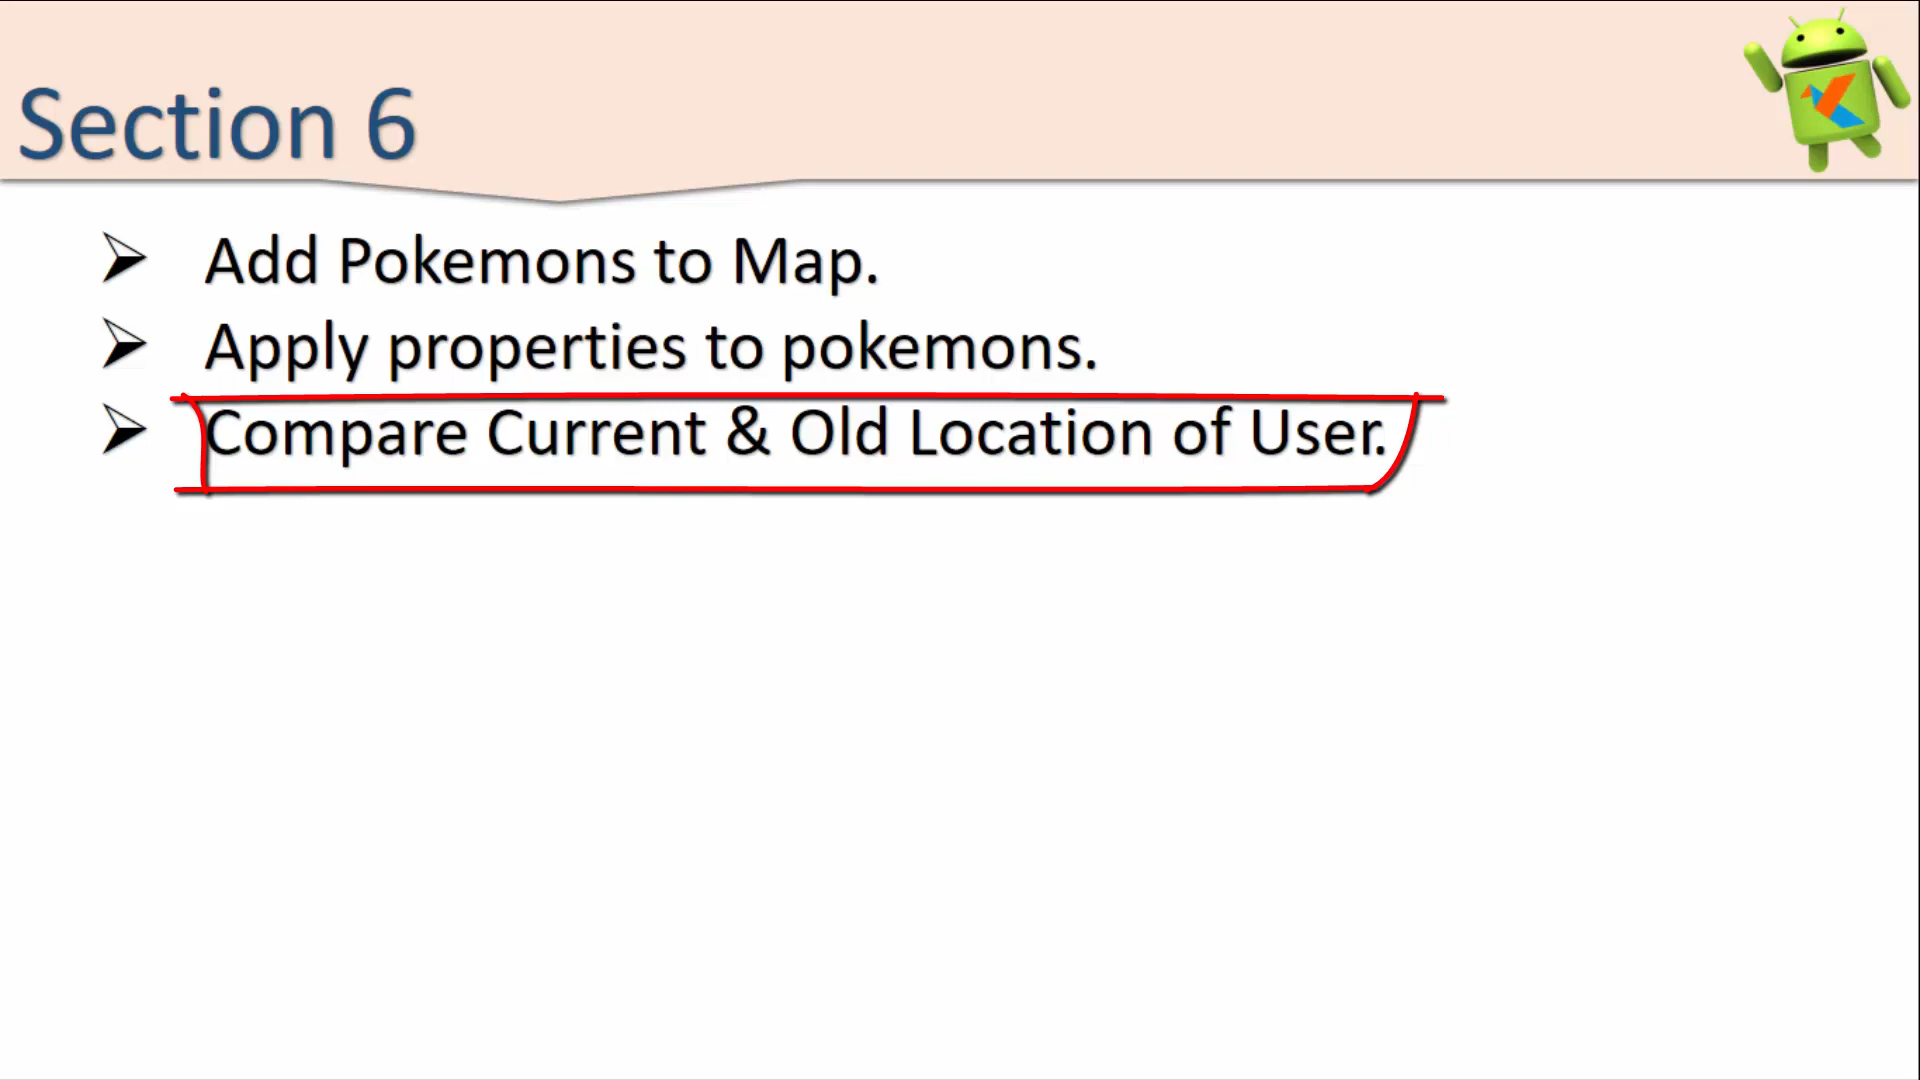 Section 6
Add Pokemons to Map.
Apply properties to pokemons.
Compare Current & Old Location of User.